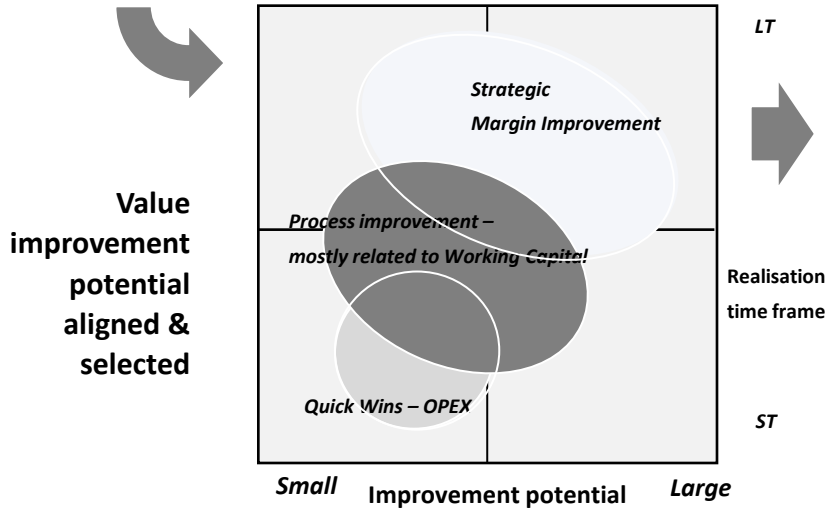 LT
Strategic
Margin Improvement
Value
improvement
potential
aligned &
selected
Process improvement –
mostly related to Working Capital
Realisation
time frame
Quick Wins – OPEX
ST
Small
Improvement potential
Large